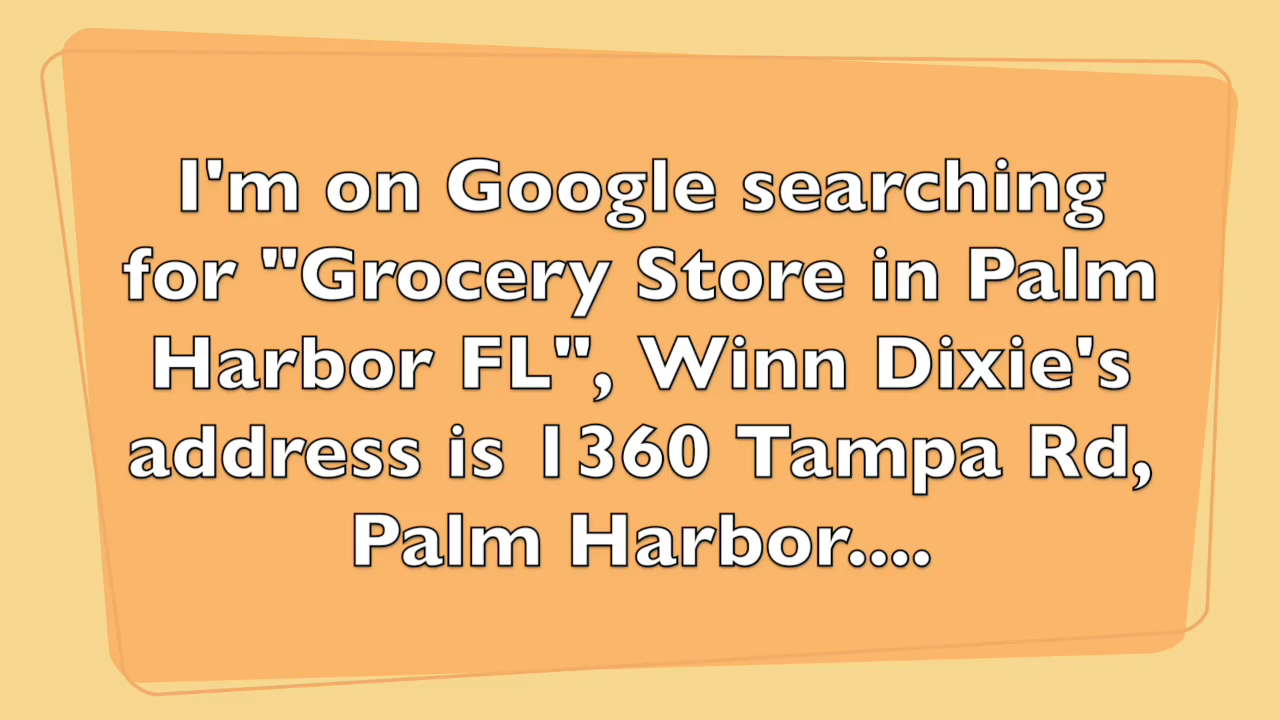 I'm on Google searching
for "Grocery Store in Palm
Harbor FL", Winn Dixie's
address is 1360 Tampa Rd,
Palm Harbor....